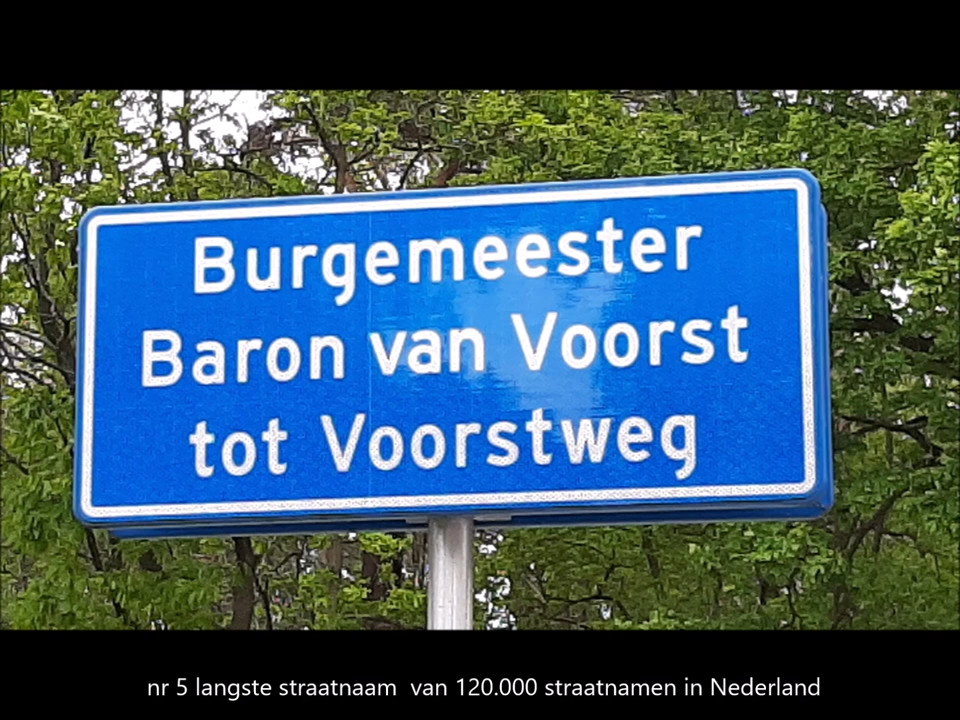 Burgemeester
Baron van Voorst
tot Voorstweg
nr 5 langste straatnaam  van 120.000 straatnamen in Nederland